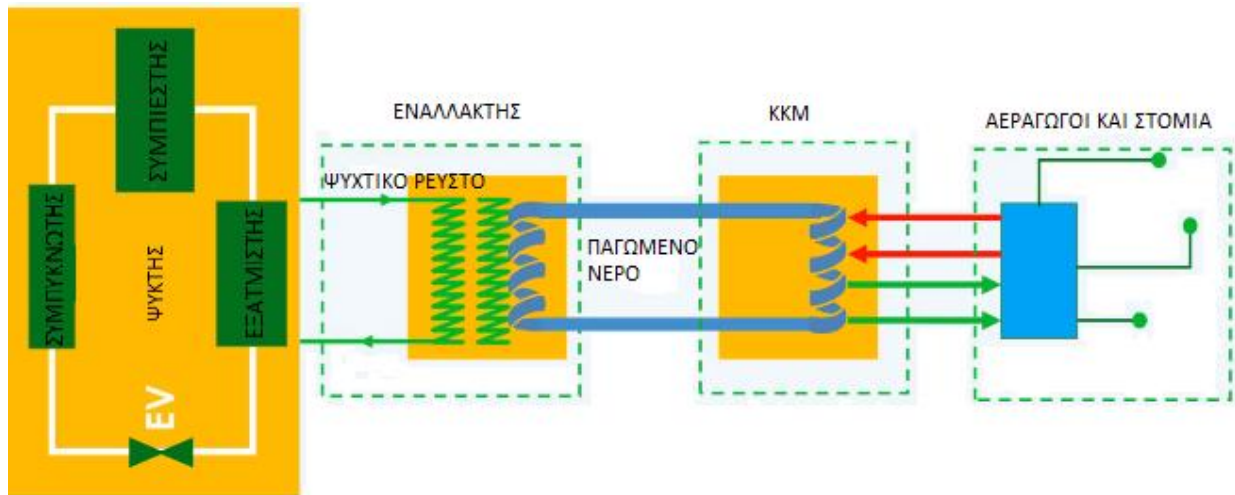 ΣΥΜΠΙΕΣΤΗΣ
ΣΥΜΠΥΚΝΩΤΗΣ
ΨΥΚΤΗΣ
ΕΞΑΤΜΙΣΤΗΣ
EV
ΕΝΑΛΛΑΚΤΗΣ
ΨΥΧΤΙΚΟ ΡΕΥΣΤΟ
ΠΑΓΩΜΕΝΟ
ΝΕΡΟ
ΚΚΜ
ΑΕΡΑΓΩΓΟΙ ΚΑΙ ΣΤΟΜΙΑ